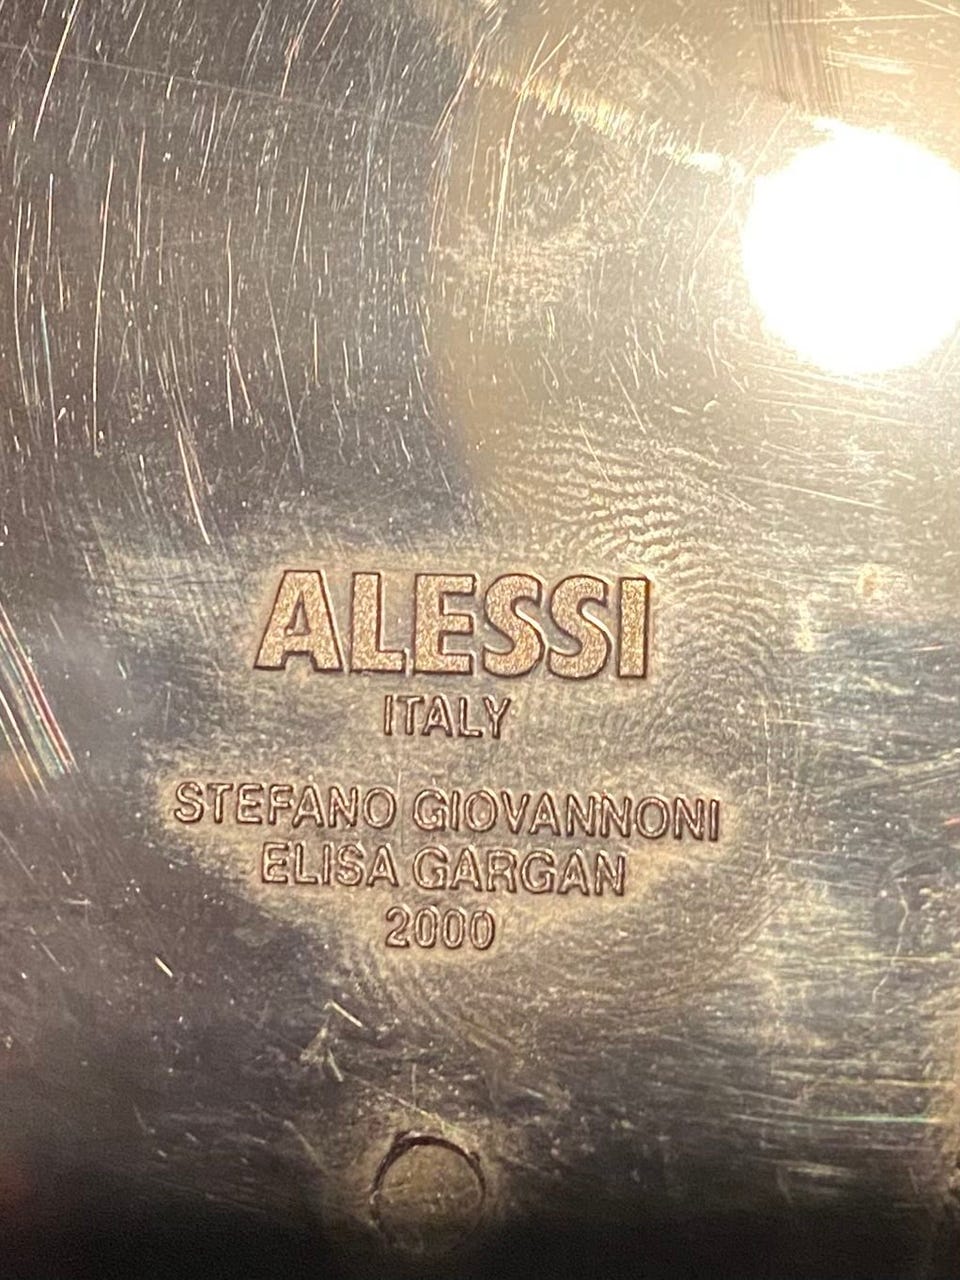 ALESSI
ITALY
STEFANO GIOVANNONI
ELISA GARGAN
2000